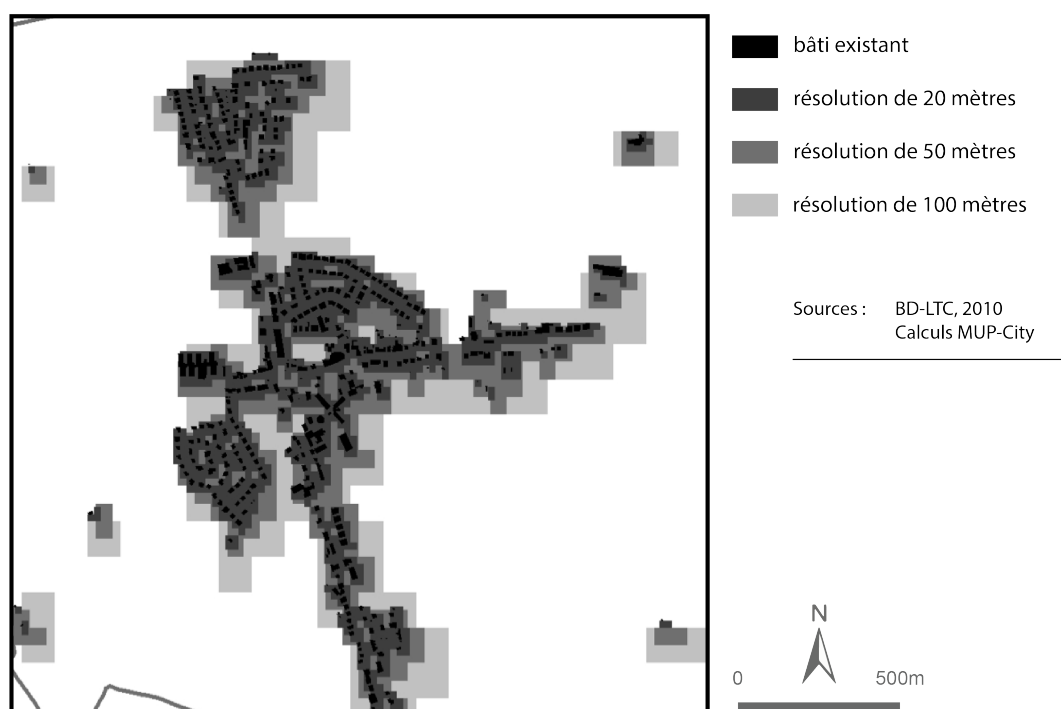 bâti existant
résolution de 20 mètres
résolution de 50 mètres
résolution de 100 mètres
Sources : BD-LTC, 2010
Calculs MUP-City
N
0 500m